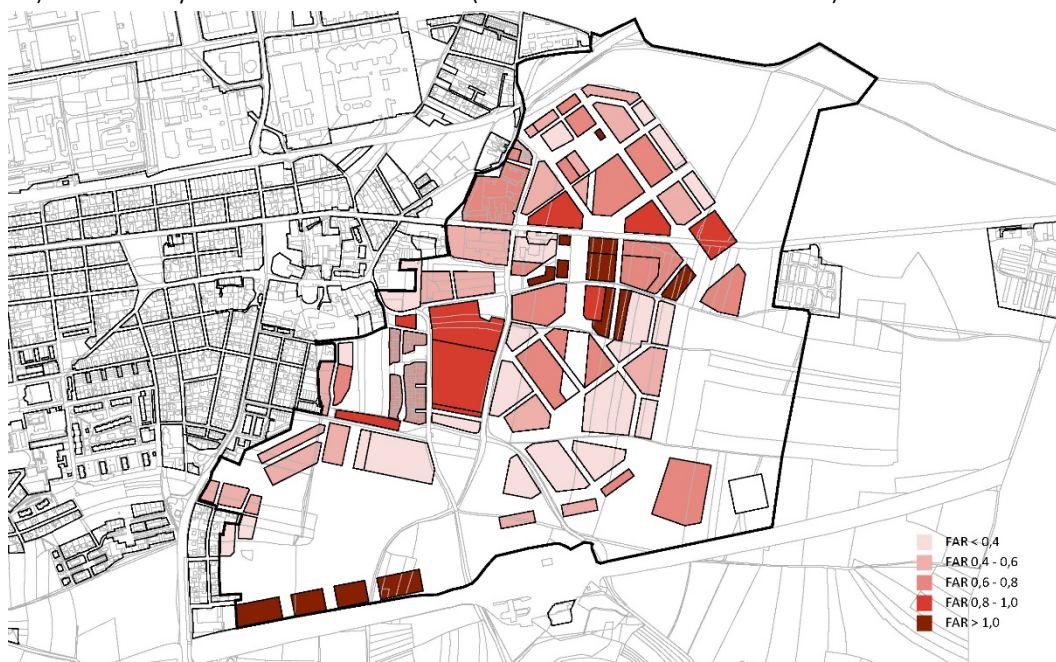 FAR < 0,4
FAR 0,4 - 0,6
FAR 0,6 - 0,8
FAR 0,8 - 1,0
FAR > 1,0